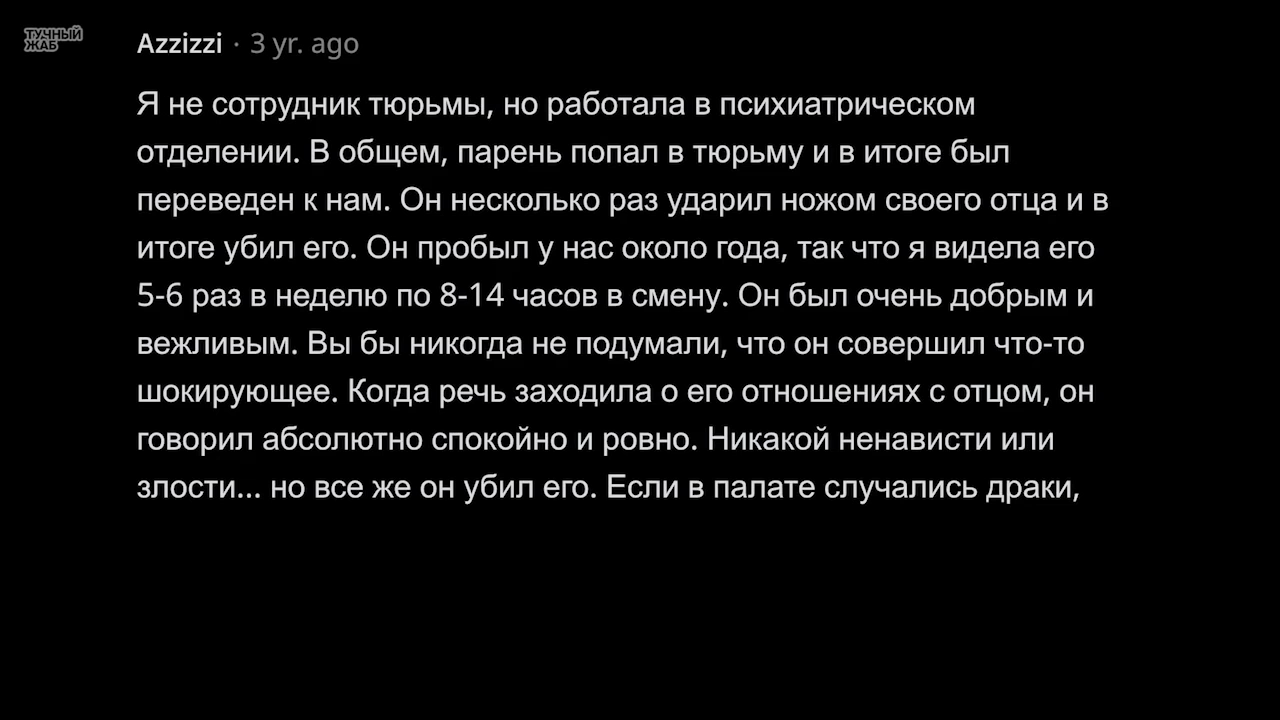 ТУЧНЫЙ
ЖАБ
Azzizzi · 3 yr. ago
Я не сотрудник тюрьмы, но работала в психиатрическом
отделении. В общем, парень попал в тюрьму и в итоге был
переведен к нам. Он несколько раз ударил ножом своего отца и в
итоге убил его. Он пробыл у нас около года, так что я видела его
5-6 раз в неделю по 8-14 часов в смену. Он был очень добрым и
вежливым. Вы бы никогда не подумали, что он совершил что-то
шокирующее. Когда речь заходила о его отношениях с отцом, он
говорил абсолютно спокойно и ровно. Никакой ненависти или
злости... но все же он убил его. Если в палате случались драки,